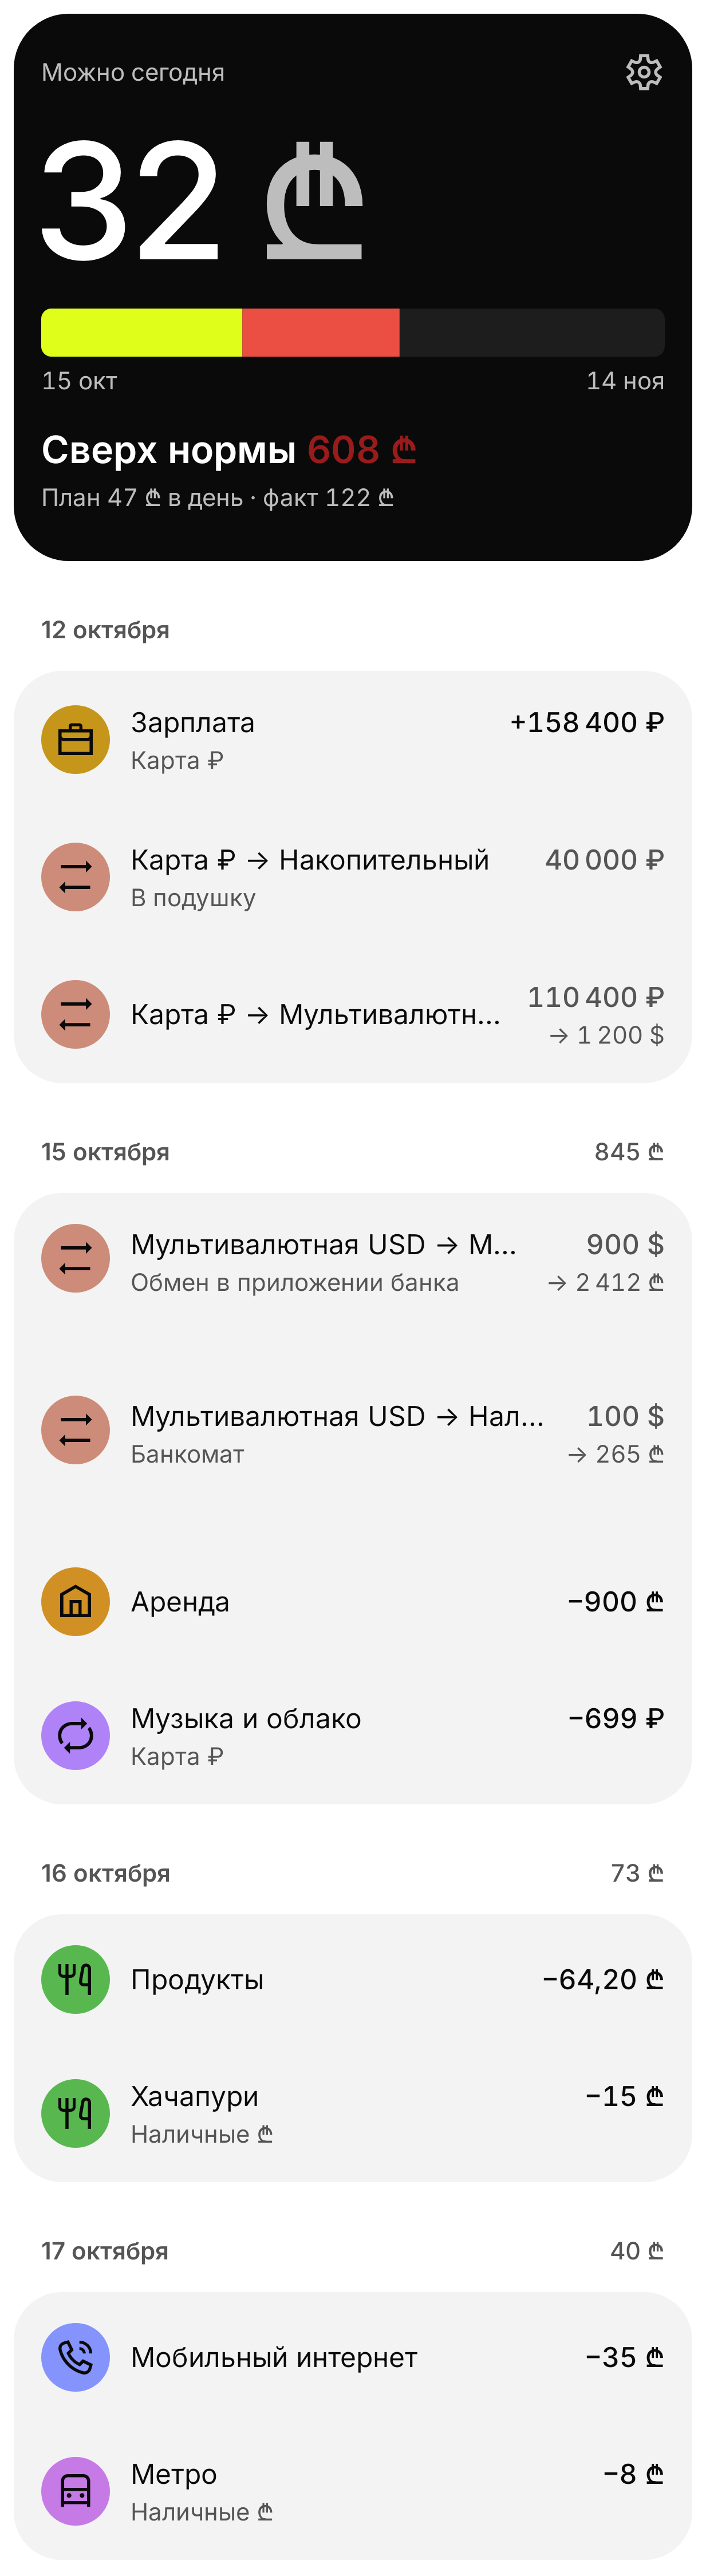 Можно сегодня
32 ₾
15 окт
14 ноя
Сверх нормы 608 ₾
План 47 ₾ в день · факт 122 ₾
12 октября
Зарплата +158 400 ₽
Карта ₽
Карта ₽ → Накопительный 40 000 ₽
В подушку
Карта ₽ → Мультивалютн... 110 400 ₽
→ 1 200 $
15 октября 845 ₾
Мультивалютная USD → М... 900 $
Обмен в приложении банка → 2 412 ₾
Мультивалютная USD → Нал... 100 $
Банкомат → 265 ₾
Аренда −900 ₾
Музыка и облако −699 ₽
Карта ₽
16 октября 73 ₾
Продукты −64,20 ₾
Хачапури −15 ₾
Наличные ₾
17 октября 40 ₾
Мобильный интернет −35 ₾
Метро −8 ₾
Наличные ₾